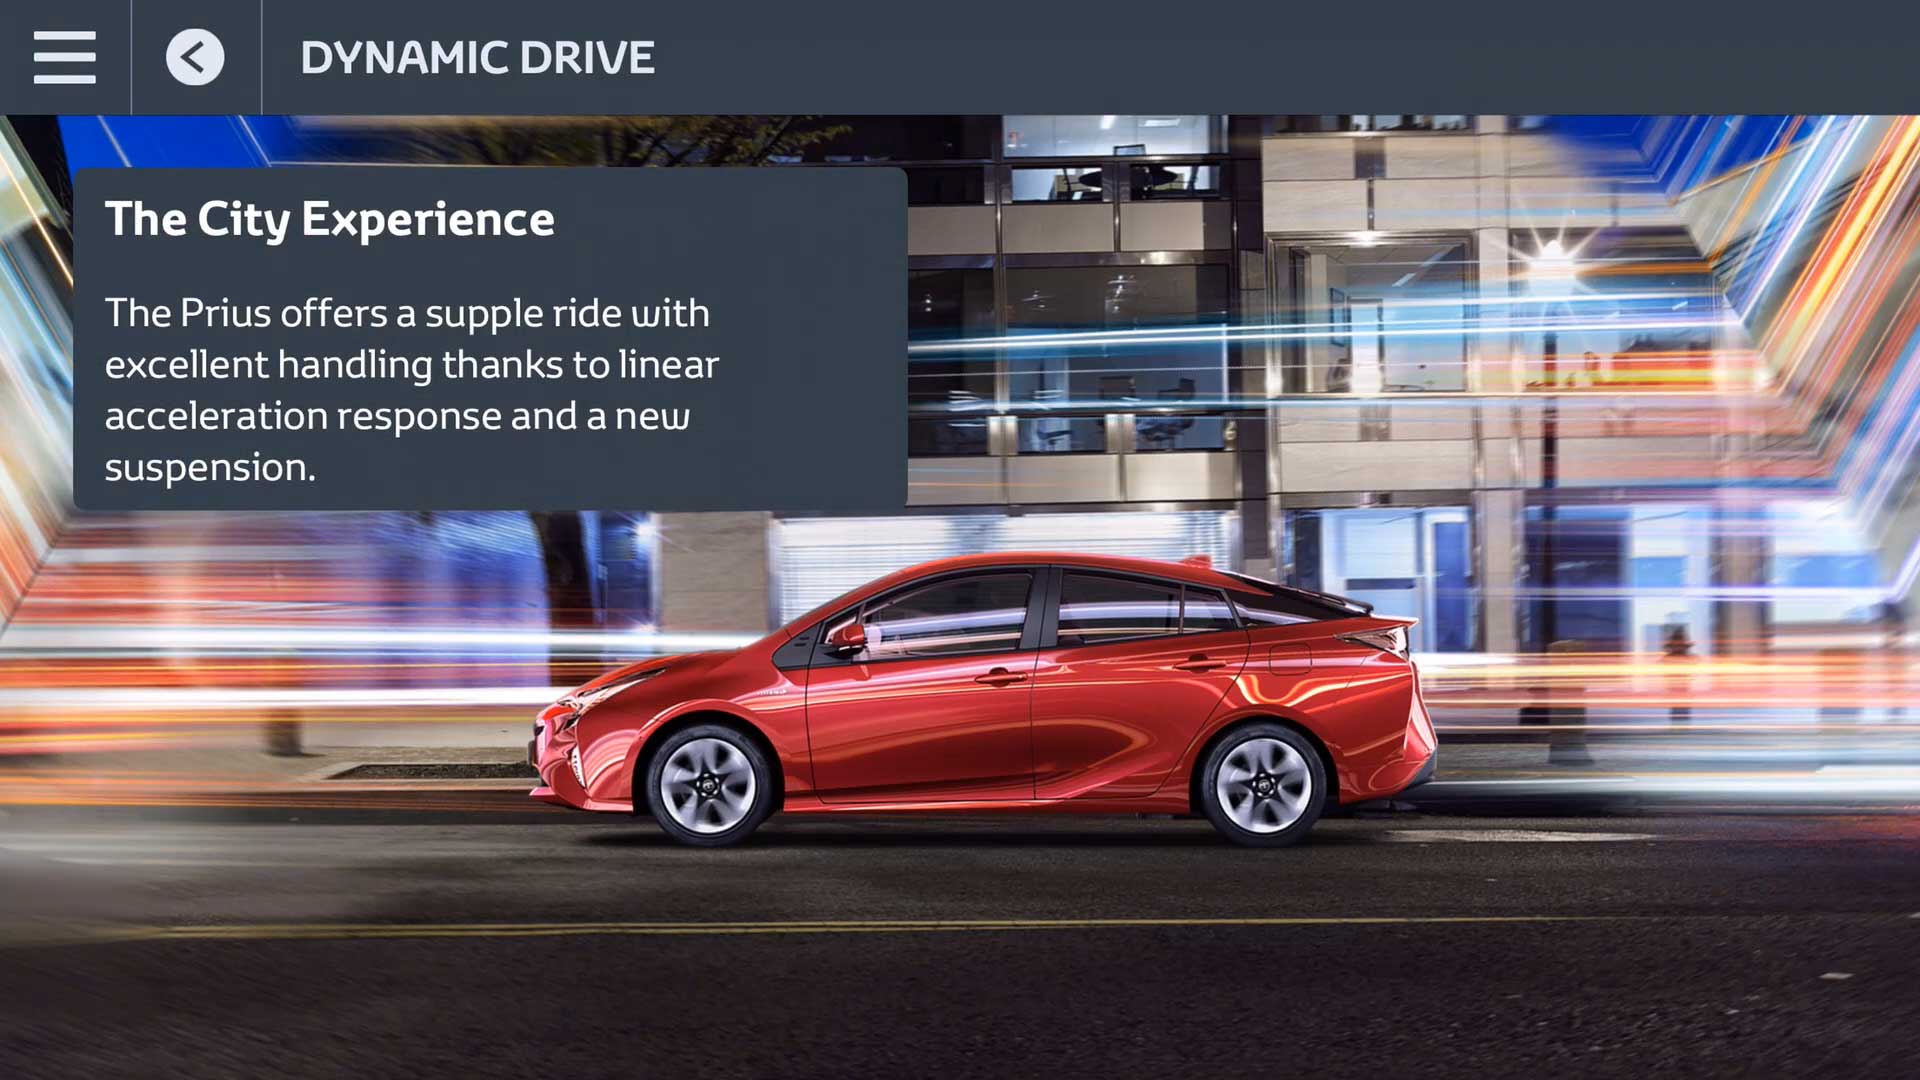 DYNAMIC DRIVE
The City Experience
The Prius offers a supple ride with
excellent handling thanks to linear
acceleration response and a new
suspension.